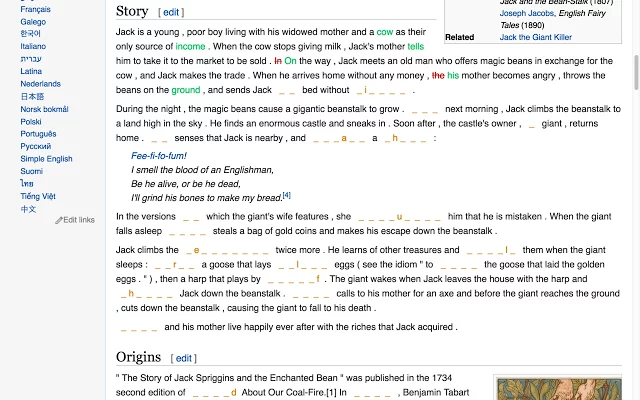 Français
Galego
한국어
Italiano
עברית
Latina
Nederlands
日本語
Norsk bokmål
Polski
Português
Русский
Simple English
Suomi
ไทย
Tiếng Việt
中文
Edit links
Story [ edit ]
Jack is a young , poor boy living with his widowed mother and a cow as their
only source of income . When the cow stops giving milk , Jack's mother tells
him to take it to the market to be sold . In On the way , Jack meets an old man who offers magic beans in exchange for the
cow , and Jack makes the trade . When he arrives home without any money , the his mother becomes angry , throws the
beans on the ground , and sends Jack _ _ bed without _ i _ _ _ _ .
During the night , the magic beans cause a gigantic beanstalk to grow . _ _ _ next morning , Jack climbs the beanstalk to
a land high in the sky . He finds an enormous castle and sneaks in . Soon after , the castle's owner , _ giant , returns
home . _ _ senses that Jack is nearby , and _ _ _ a _ _ a _ h _ _ _ :
Fee-fi-fo-fum!
I smell the blood of an Englishman,
Be he alive, or be he dead,
I'll grind his bones to make my bread.[4]
In the versions _ _ which the giant's wife features , she _ _ _ _ u _ _ _ _ him that he is mistaken . When the giant
falls asleep _ _ _ _ steals a bag of gold coins and makes his escape down the beanstalk .
Jack climbs the _ e _ _ _ _ _ _ _ twice more . He learns of other treasures and _ _ _ _ l _ them when the giant
sleeps : _ _ r _ _ a goose that lays _ _ l _ _ _ eggs ( see the idiom " to _ _ _ _ the goose that laid the golden
eggs . " ) , then a harp that plays by _ _ _ _ _ f . The giant wakes when Jack leaves the house with the harp and
_ h _ _ _ _ Jack down the beanstalk . _ _ _ _ calls to his mother for an axe and before the giant reaches the ground
, cuts down the beanstalk , causing the giant to fall to his death .
_ _ _ _ and his mother live happily ever after with the riches that Jack acquired .
Origins [ edit ]
" The Story of Jack Spriggins and the Enchanted Bean " was published in the 1734
second edition of _ _ _ _ d About Our Coal-Fire.[1] In _ _ _ _ , Benjamin Tabart
Jack and the Bean-Stalk (1807)
Joseph Jacobs, English Fairy
Tales (1890)
Related Jack the Giant Killer